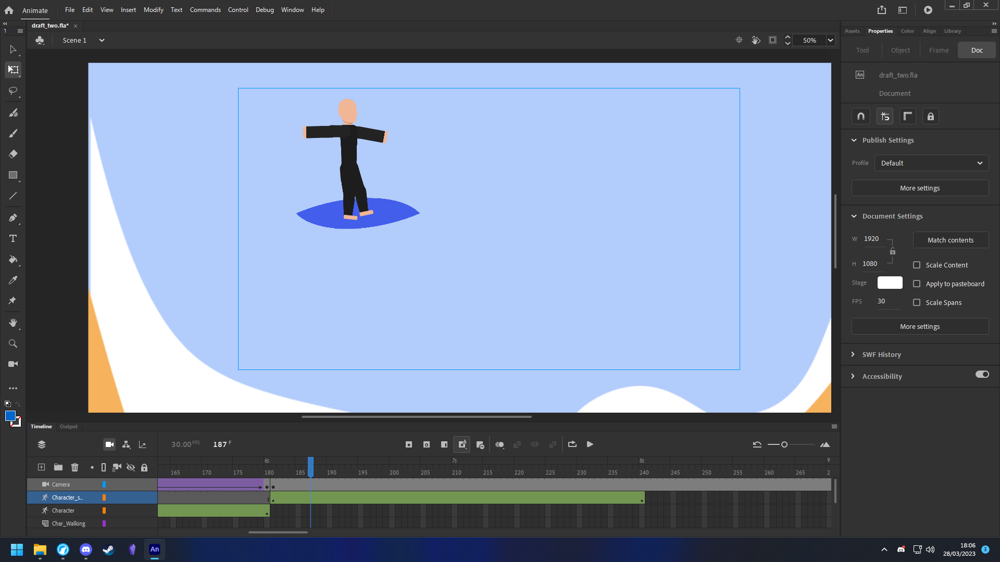 Animate File Edit View Insert Modify Text Commands Control Debug Window Help
draft_two.fla*
1
Scene 1
50%
Assets Properties Color Align Library
Tool Object Frame Doc
An draft_two.fla
Document
Publish Settings
Profile Default
More settings
Document Settings
W 1920 Match contents
H 1080 Scale Content
Stage Apply to pasteboard
FPS 30 Scale Spans
More settings
SWF History
Accessibility
Timeline Output
30.00 FPS 187 F
6s 7s 8s 9
165 170 175 180 185 190 195 200 205 210 215 220 225 230 235 240 245 250 255 260 265 2
Camera
Character_s...
Character
Char_Walking
An
18:06
28/03/2023
3